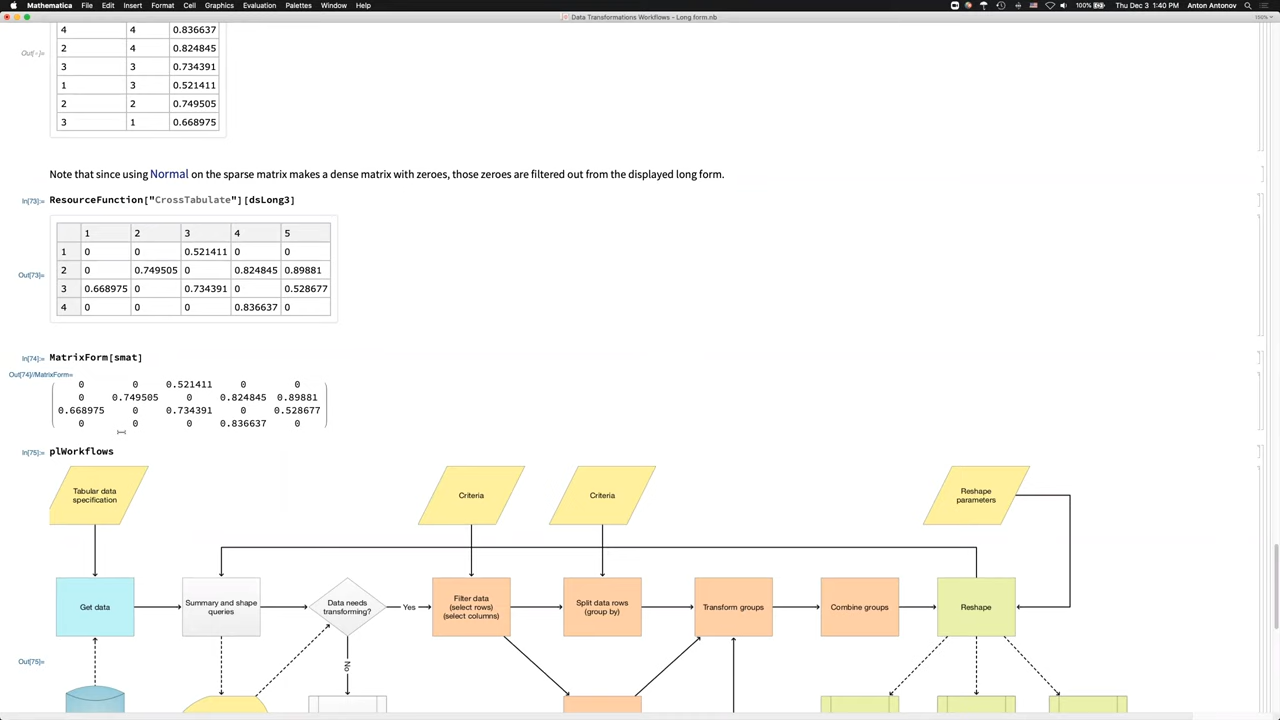 Mathematica File Edit Insert Format Cell Graphics Evaluation Palettes Window Help 100% Thu Dec 3 1:40 PM Anton Antonov
Data Transformations Workflows - Long form.nb 150%
4 4 0.836637
Out[•]= 2 4 0.824845
3 3 0.734391
1 3 0.521411
2 2 0.749505
3 1 0.668975
Note that since using Normal on the sparse matrix makes a dense matrix with zeroes, those zeroes are filtered out from the displayed long form.
In[73]:= ResourceFunction["CrossTabulate"][dsLong3]
1 2 3 4 5
1 0 0 0.521411 0 0
2 0 0.749505 0 0.824845 0.89881
Out[73]= 3 0.668975 0 0.734391 0 0.528677
4 0 0 0 0.836637 0
In[74]:= MatrixForm[smat]
Out[74]//MatrixForm=
0 0 0.521411 0 0
0 0.749505 0 0.824845 0.89881
0.668975 0 0.734391 0 0.528677
0 0 0 0.836637 0
In[75]:= plWorkflows
Tabular data
specification
Criteria
Criteria
Reshape
parameters
Get data
Summary and shape
queries
Data needs
transforming?
Yes
Filter data
(select rows)
(select columns)
Split data rows
(group by)
Transform groups
Combine groups
Reshape
No
Out[75]=